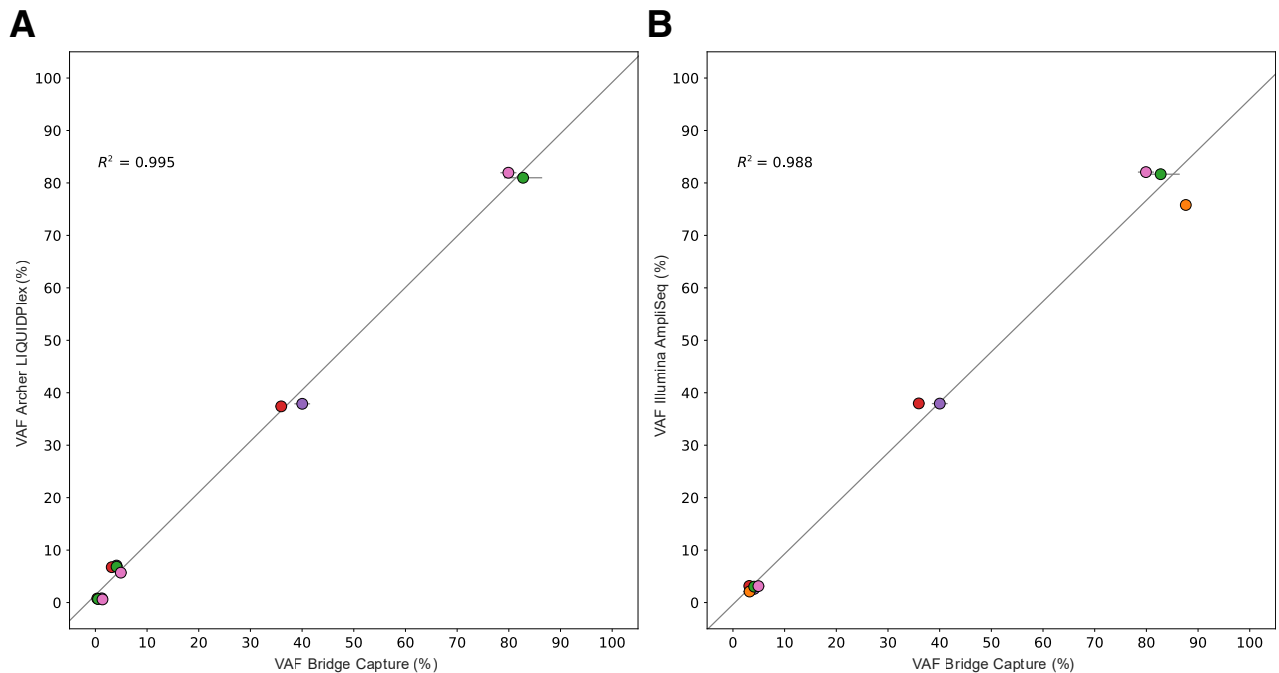 A
100
90
80
70
60
50
40
30
20
10
0
R² = 0.995
VAF Archer LIQUIDPlex (%)
0 10 20 30 40 50 60 70 80 90 100
VAF Bridge Capture (%)
B
100
90
80
70
60
50
40
30
20
10
0
R² = 0.988
VAF Illumina AmpliSeq (%)
0 10 20 30 40 50 60 70 80 90 100
VAF Bridge Capture (%)